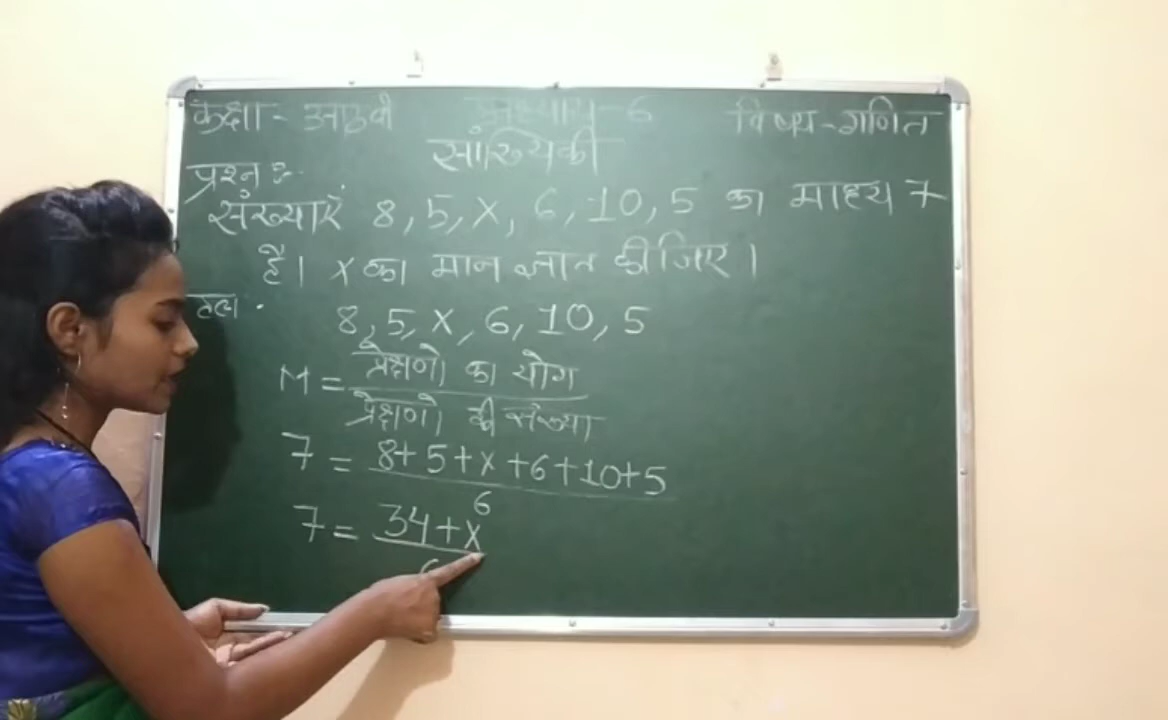 कक्षा - आठवी अध्याय - 6 विषय - गणित
सांख्यिकी
प्रश्न :-
संख्याएँ 8, 5, x, 6, 10, 5 का माध्य 7
है। x का मान ज्ञात कीजिए।
हल .
8, 5, x, 6, 10, 5
M = प्रेक्षणो का योग
प्रेक्षणो की संख्या
7 = 8+5+x+6+10+5
6
7 = 34+x
6